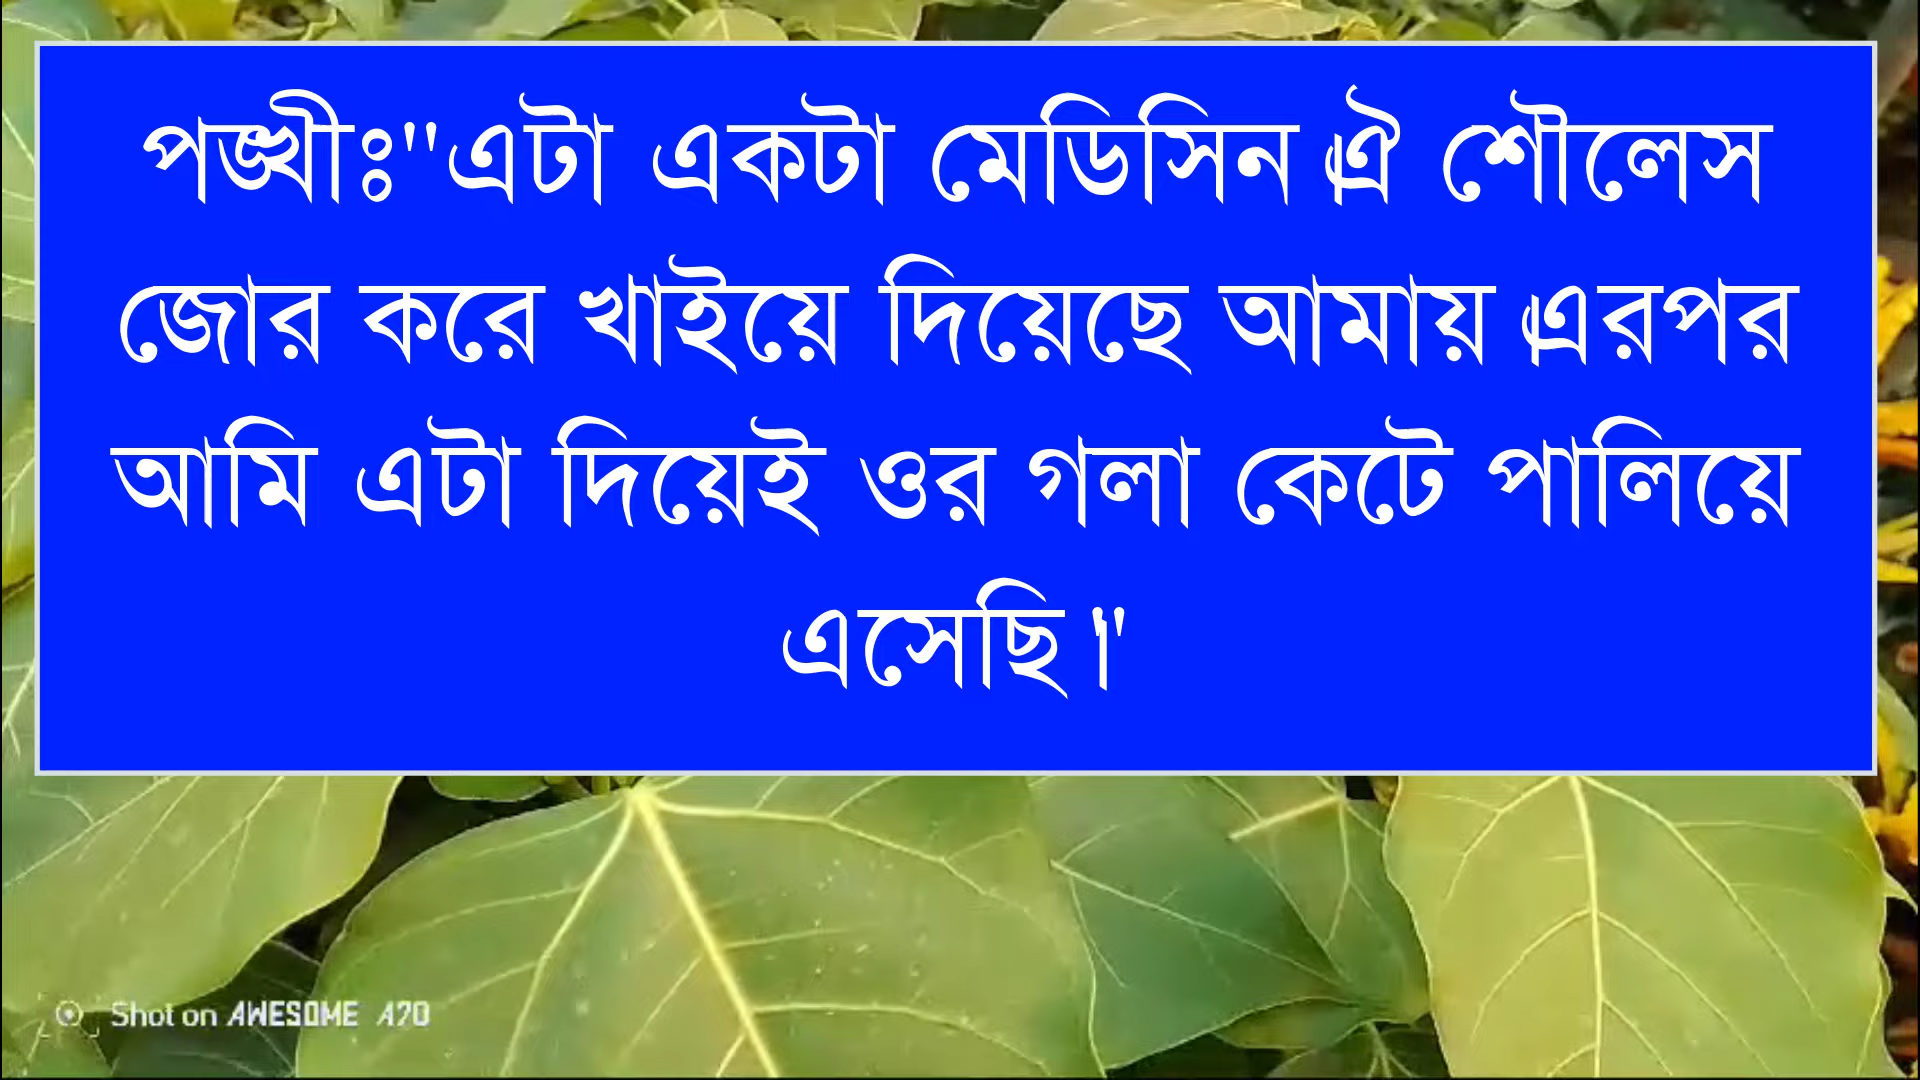 পঙ্খীঃ"এটা একটা মেডিসিন।ঐ শৌলেস
জোর করে খাইয়ে দিয়েছে আমায়।এরপর
আমি এটা দিয়েই ওর গলা কেটে পালিয়ে
এসেছি।"
Shot on AWESOME A70